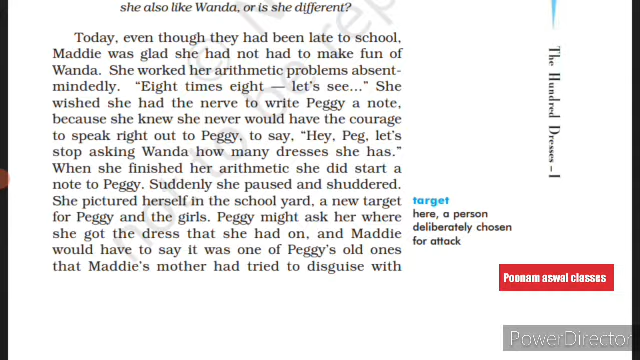 she also like Wanda, or is she different?
Today, even though they had been late to school,
Maddie was glad she had not had to make fun of
Wanda. She worked her arithmetic problems absent-
mindedly. “Eight times eight — let’s see...” She
wished she had the nerve to write Peggy a note,
because she knew she never would have the courage
to speak right out to Peggy, to say, “Hey, Peg, let’s
stop asking Wanda how many dresses she has.”
When she finished her arithmetic she did start a
note to Peggy. Suddenly she paused and shuddered.
She pictured herself in the school yard, a new target
for Peggy and the girls. Peggy might ask her where
she got the dress that she had on, and Maddie
would have to say it was one of Peggy’s old ones
that Maddie’s mother had tried to disguise with
target
here, a person
deliberately chosen
for attack
The Hundred Dresses – I
not to be rep
Poonam aswal classes
PowerDirector